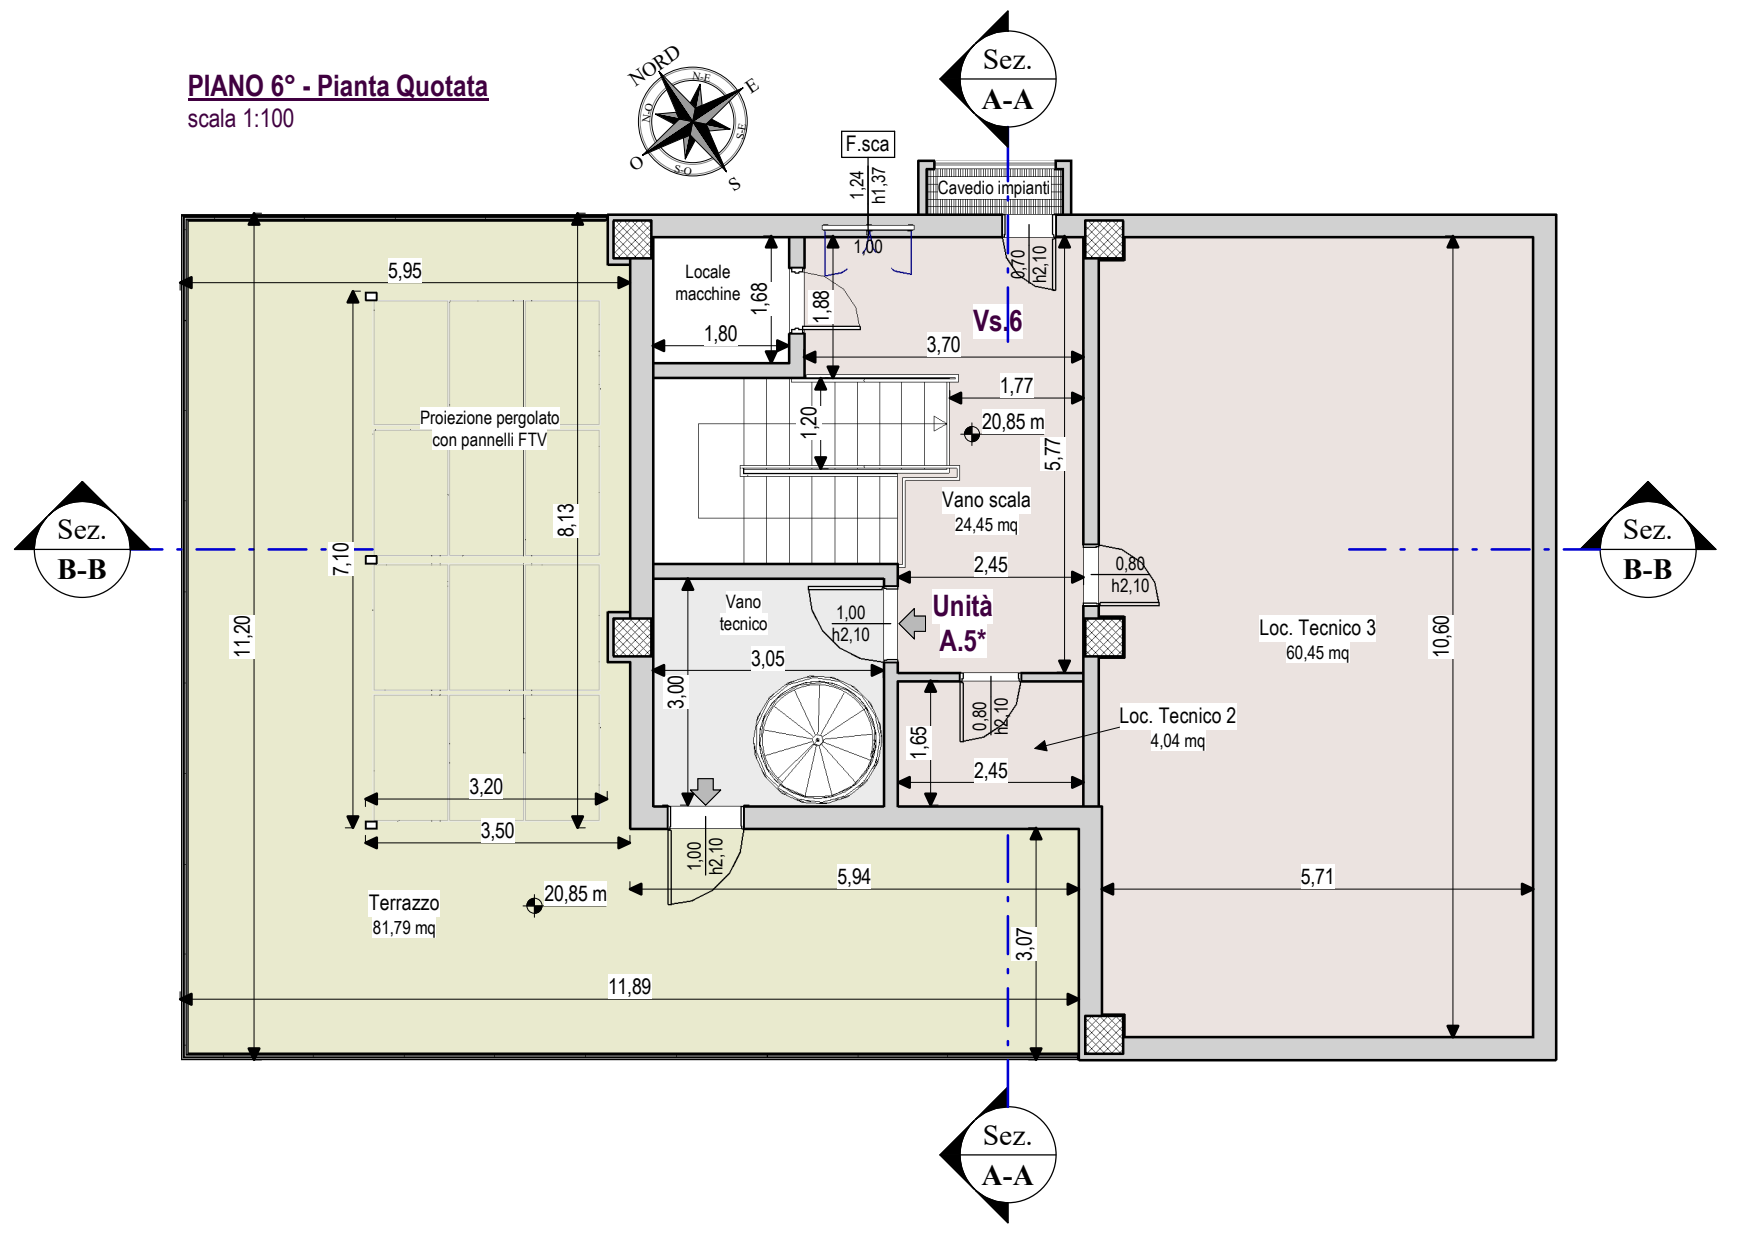 PIANO 6° - Pianta Quotata
scala 1:100
NORD
N-E
E
S-E
S
S-O
O
N-O
Sez.
A-A
F.sca
1,24
h1,37
1,00
Cavedio impianti
0,70
h2,10
5,95
Locale
macchine
1,68
1,80
1,88
Vs.6
3,70
1,77
1,20
20,85 m
5,77
Proiezione pergolato
con pannelli FTV
8,13
7,10
11,20
Sez.
B-B
Vano scala
24,45 mq
2,45
0,80
h2,10
Sez.
B-B
Vano
tecnico
1,00
h2,10
Unità
A.5*
3,05
3,00
Loc. Tecnico 3
60,45 mq
10,60
0,80
h2,10
Loc. Tecnico 2
4,04 mq
1,65
2,45
3,20
3,50
1,00
h2,10
5,94
5,71
Terrazzo
81,79 mq
20,85 m
3,07
11,89
Sez.
A-A